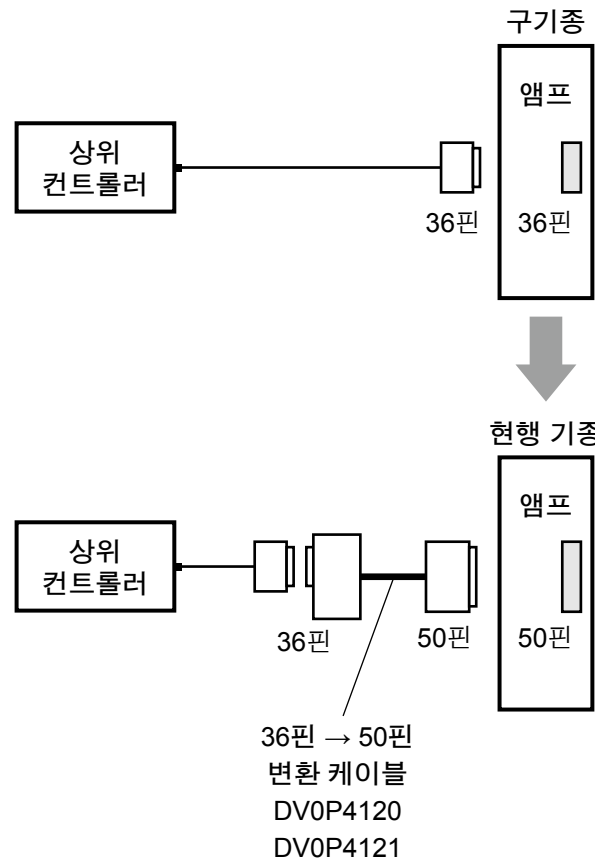 구기종
앰프
상위
컨트롤러
36핀
36핀
현행 기종
앰프
상위
컨트롤러
36핀
50핀
50핀
36핀 → 50핀
변환 케이블
DV0P4120
DV0P4121